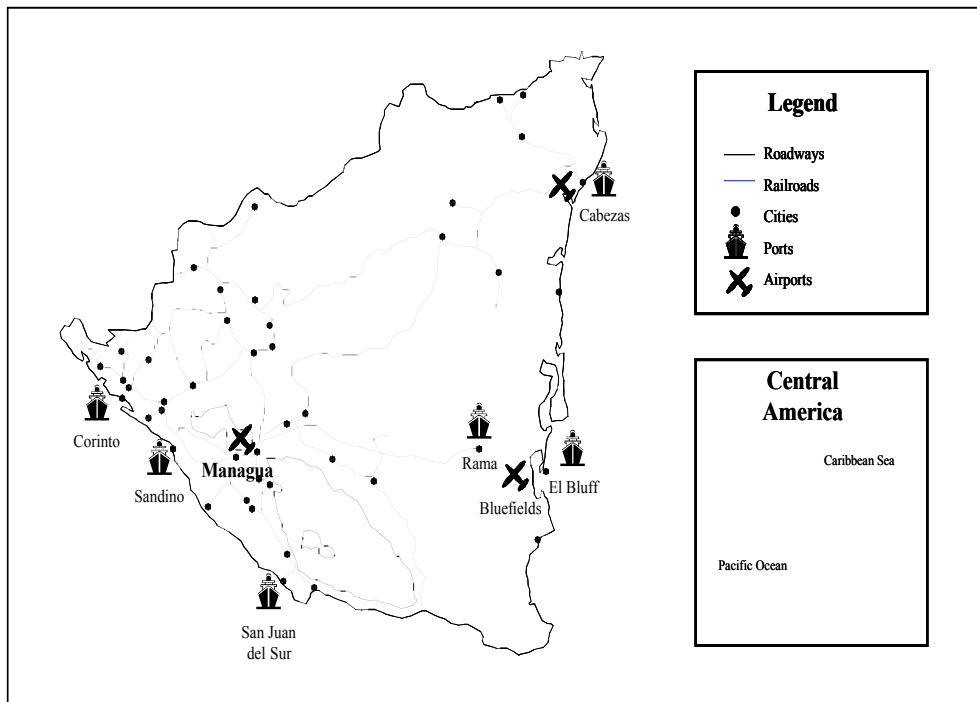 Cabezas
Corinto
Sandino
Managua
Rama
El Bluff
Bluefields
San Juan
del Sur
Legend
Roadways
Railroads
Cities
Ports
Airports
Central
America
Caribbean Sea
Pacific Ocean